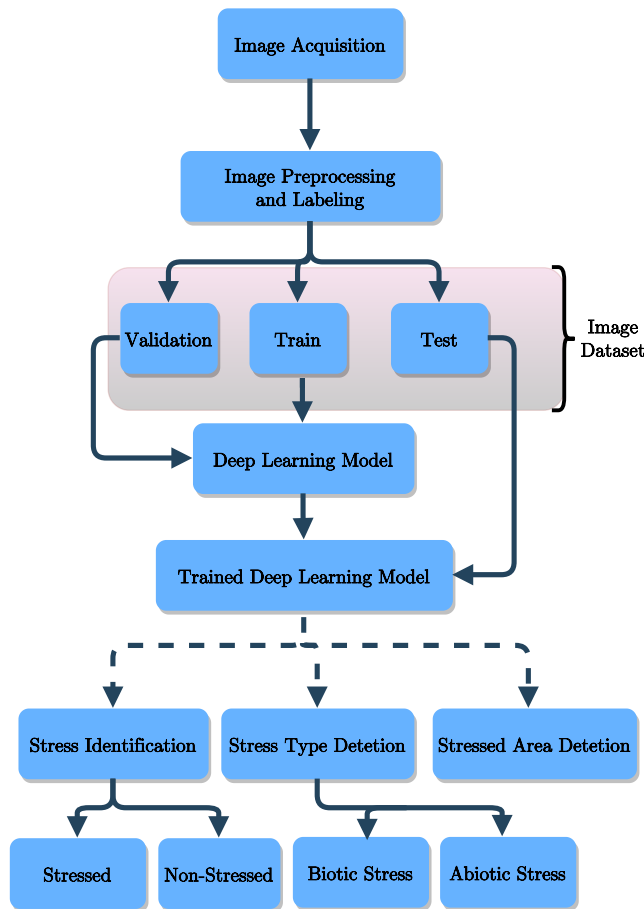 Image Acquisition
Image Preprocessing
and Labeling
Validation
Train
Test
Image
Dataset
Deep Learning Model
Trained Deep Learning Model
Stress Identification
Stress Type Detetion
Stressed Area Detetion
Stressed
Non-Stressed
Biotic Stress
Abiotic Stress